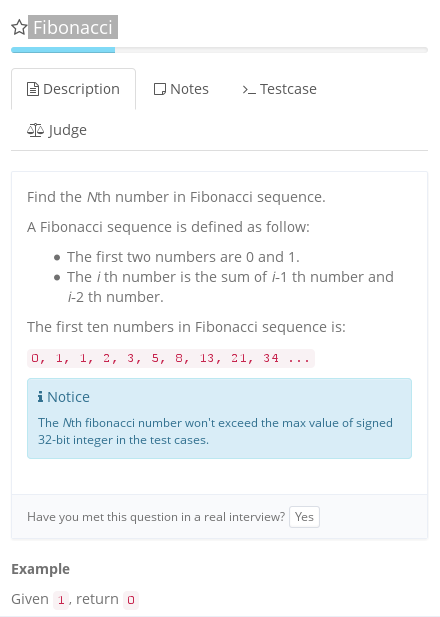 Fibonacci
Description
Notes
>_ Testcase
Judge
Find the Nth number in Fibonacci sequence.
A Fibonacci sequence is defined as follow:
• The first two numbers are 0 and 1.
• The i th number is the sum of i-1 th number and
i-2 th number.
The first ten numbers in Fibonacci sequence is:
0, 1, 1, 2, 3, 5, 8, 13, 21, 34 ...
Notice
The Nth fibonacci number won't exceed the max value of signed
32-bit integer in the test cases.
Have you met this question in a real interview? Yes
Example
Given 1, return 0